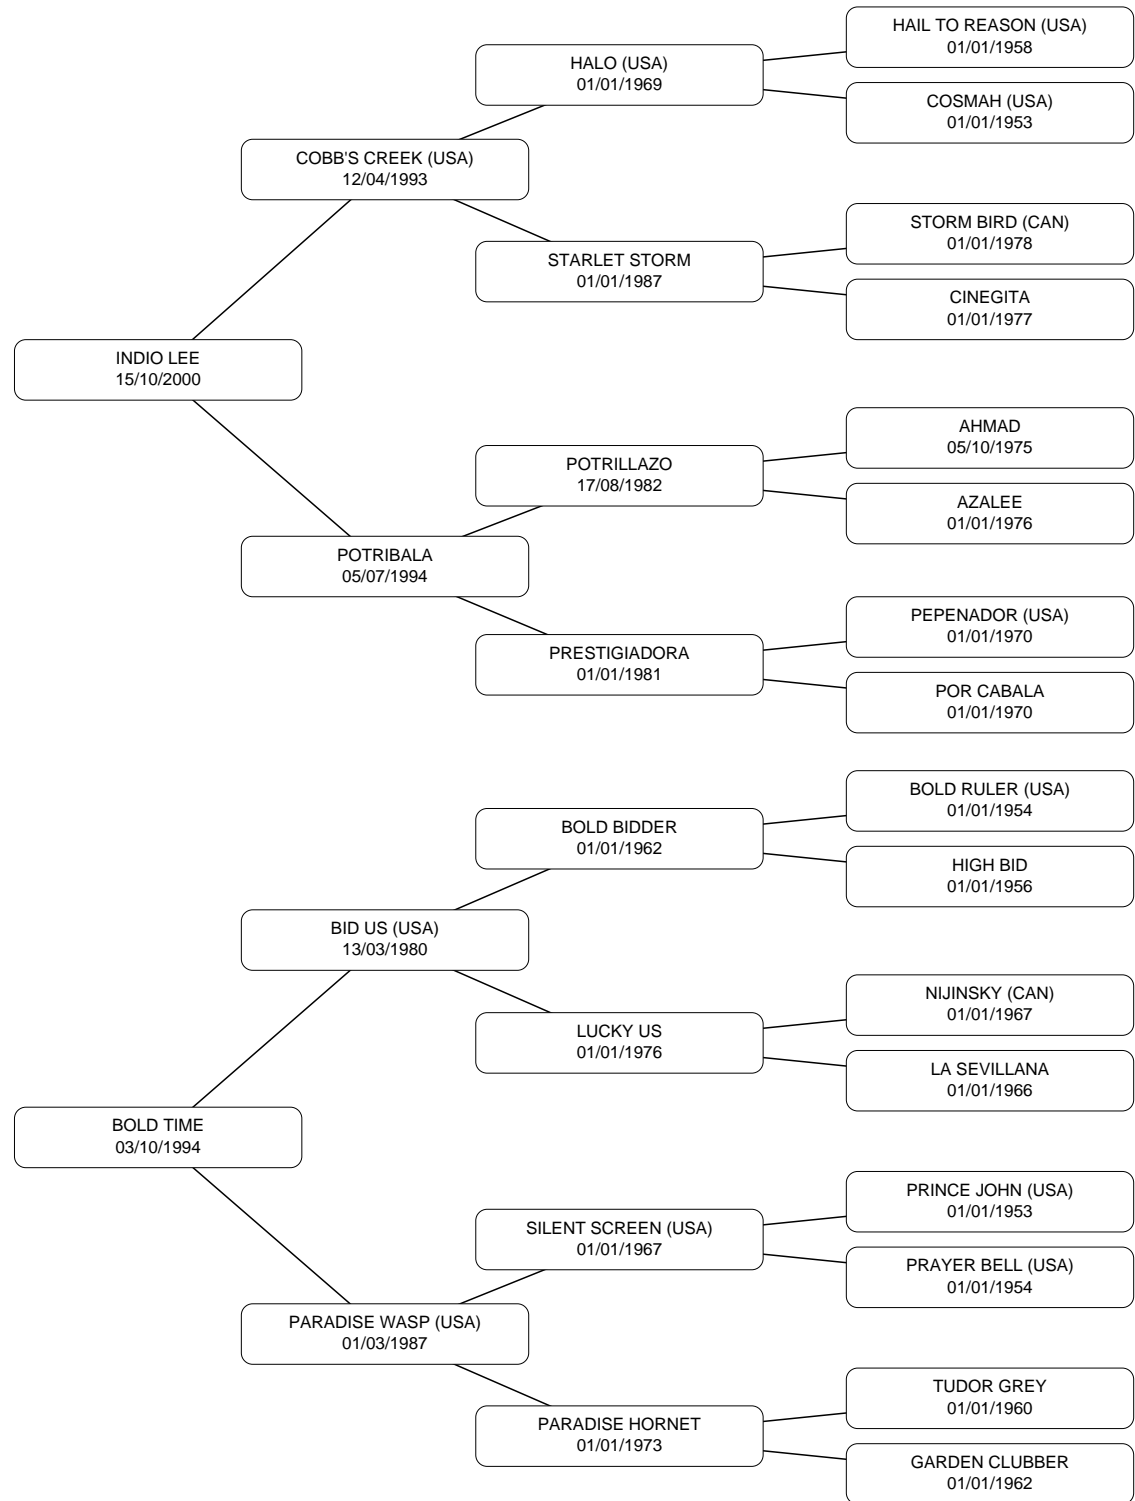 HAIL TO REASON (USA)
01/01/1958
HALO (USA)
01/01/1969
COSMAH (USA)
01/01/1953
COBB'S CREEK (USA)
12/04/1993
STORM BIRD (CAN)
01/01/1978
STARLET STORM
01/01/1987
CINEGITA
01/01/1977
INDIO LEE
15/10/2000
AHMAD
05/10/1975
POTRILLAZO
17/08/1982
AZALEE
01/01/1976
POTRIBALA
05/07/1994
PEPENADOR (USA)
01/01/1970
PRESTIGIADORA
01/01/1981
POR CABALA
01/01/1970
BOLD RULER (USA)
01/01/1954
BOLD BIDDER
01/01/1962
HIGH BID
01/01/1956
BID US (USA)
13/03/1980
NIJINSKY (CAN)
01/01/1967
LUCKY US
01/01/1976
LA SEVILLANA
01/01/1966
BOLD TIME
03/10/1994
PRINCE JOHN (USA)
01/01/1953
SILENT SCREEN (USA)
01/01/1967
PRAYER BELL (USA)
01/01/1954
PARADISE WASP (USA)
01/03/1987
TUDOR GREY
01/01/1960
PARADISE HORNET
01/01/1973
GARDEN CLUBBER
01/01/1962